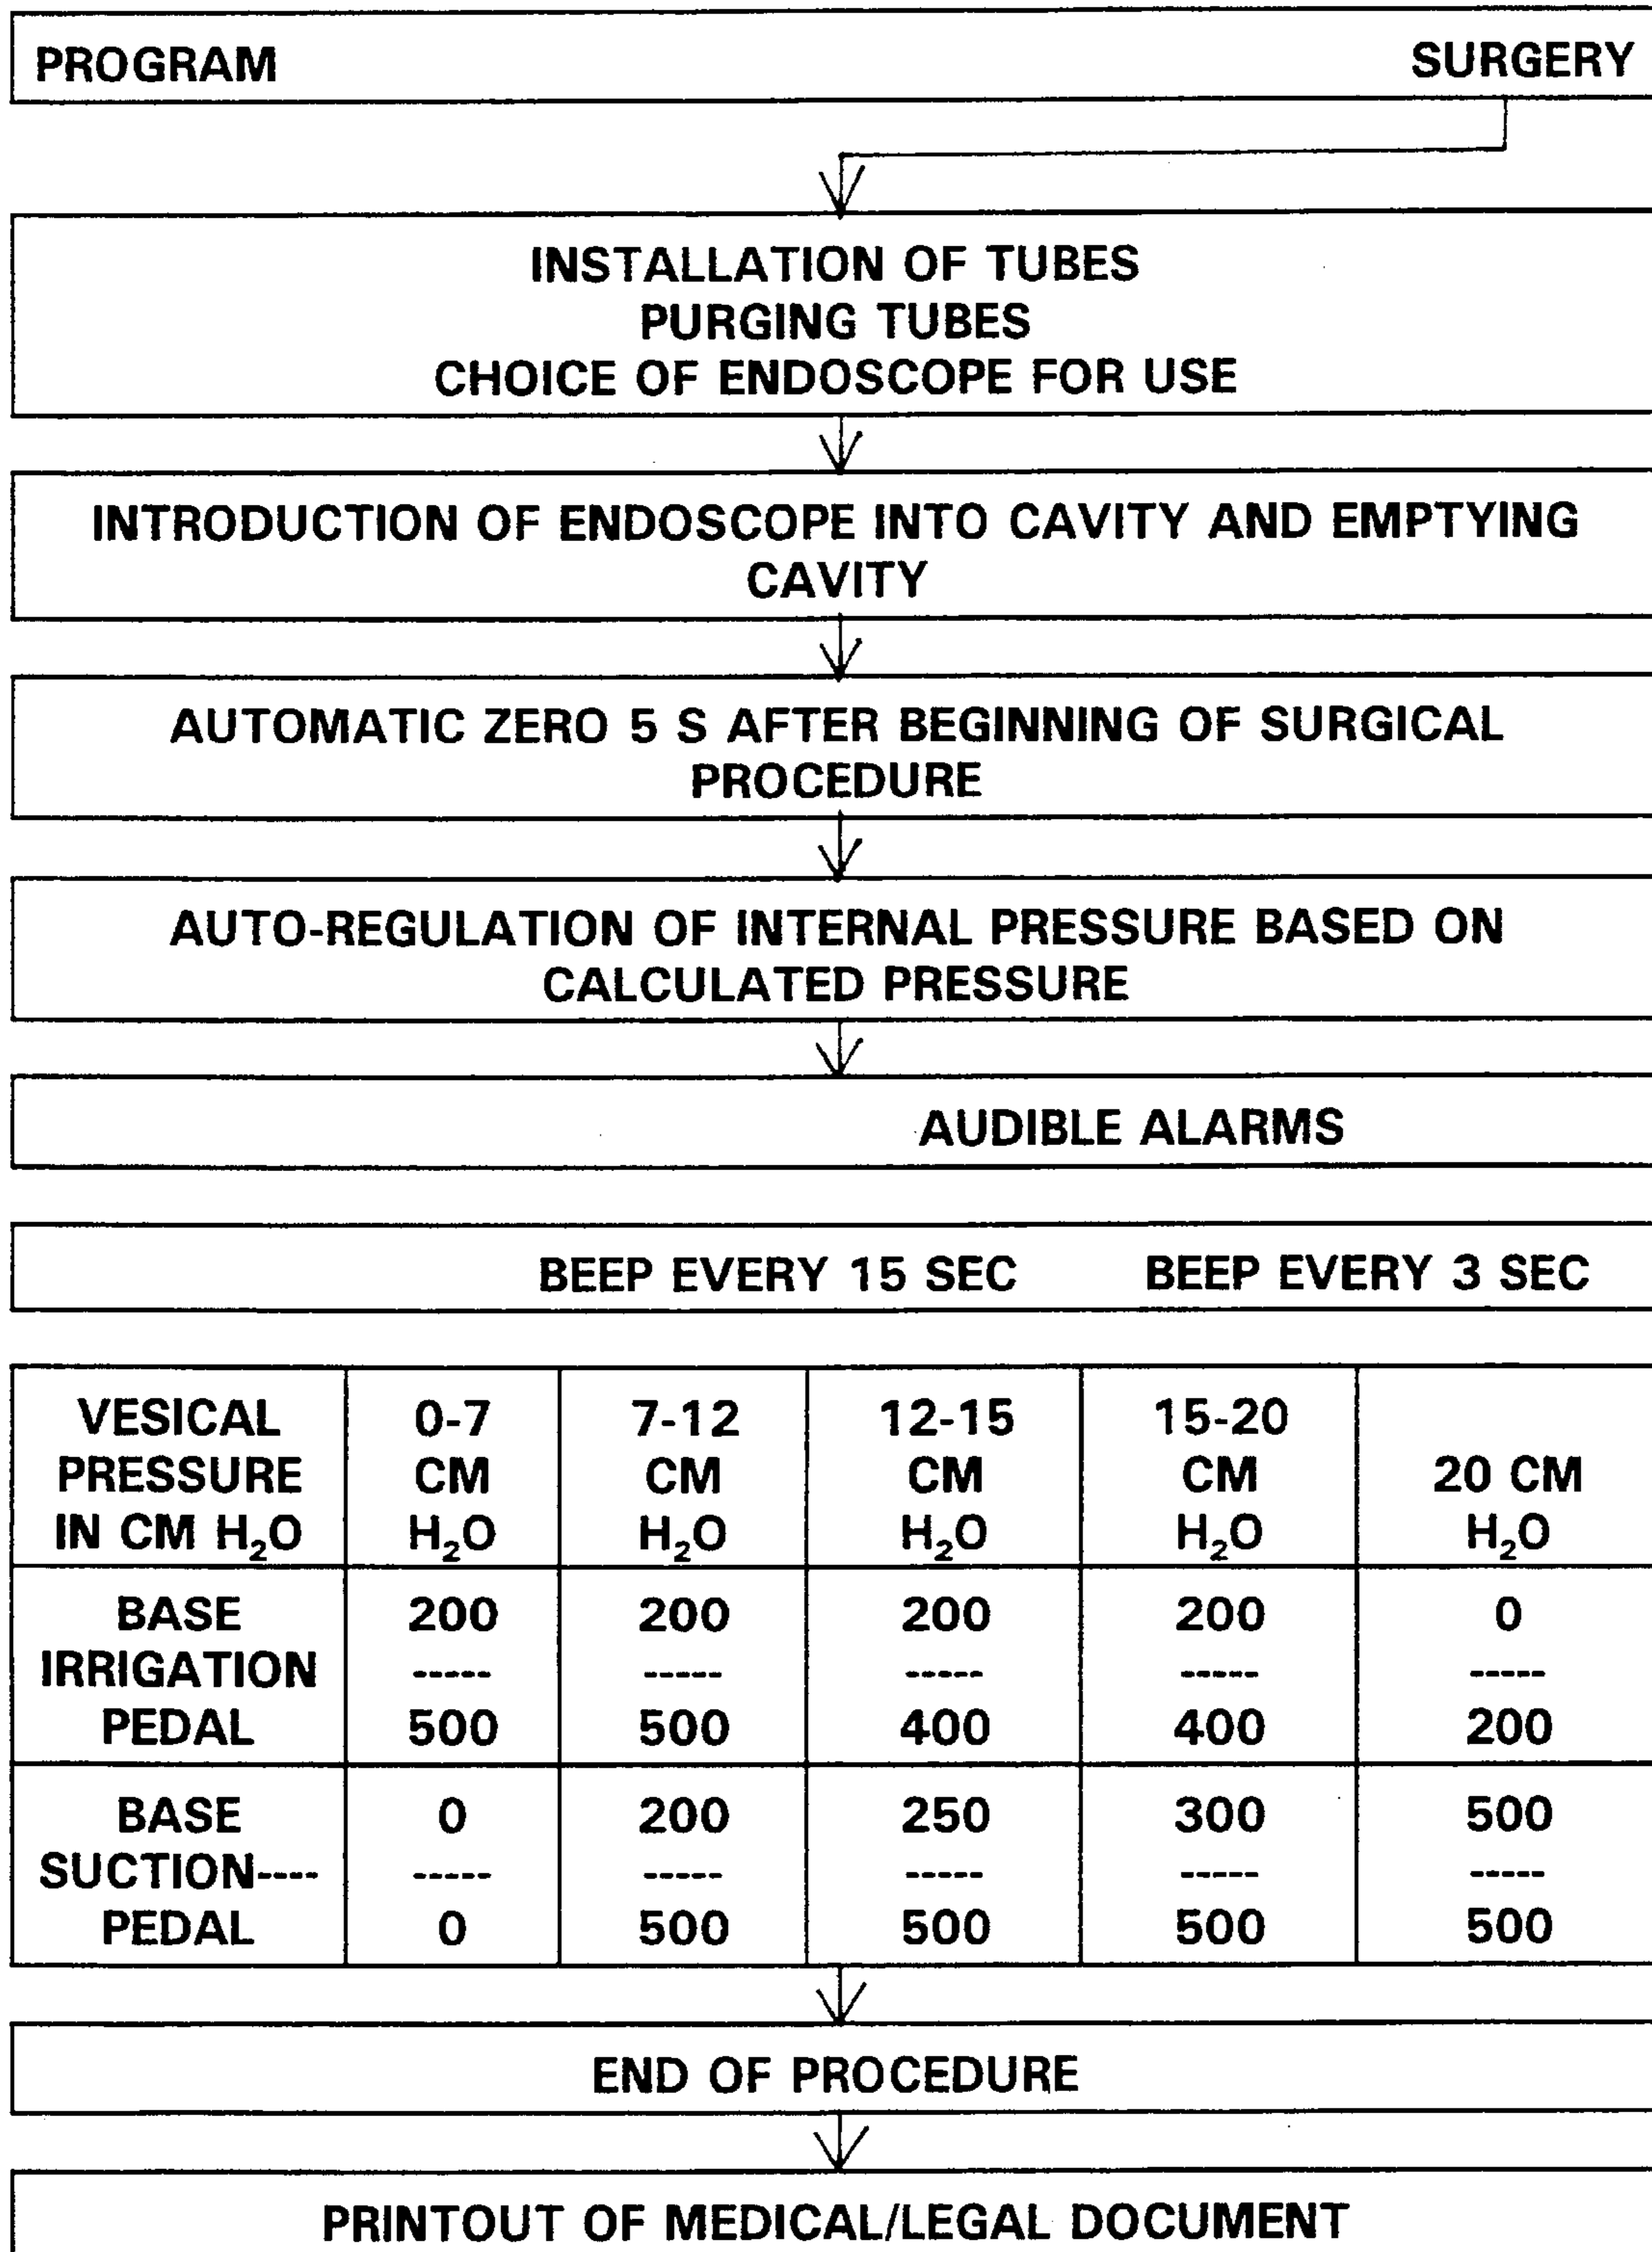 PROGRAM SURGERY
INSTALLATION OF TUBES
PURGING TUBES
CHOICE OF ENDOSCOPE FOR USE
INTRODUCTION OF ENDOSCOPE INTO CAVITY AND EMPTYING
CAVITY
AUTOMATIC ZERO 5 S AFTER BEGINNING OF SURGICAL
PROCEDURE
AUTO-REGULATION OF INTERNAL PRESSURE BASED ON
CALCULATED PRESSURE
AUDIBLE ALARMS
BEEP EVERY 15 SEC BEEP EVERY 3 SEC
VESICAL 0-7 7-12 12-15 15-20
PRESSURE CM CM CM CM 20 CM
IN CM H₂O H₂O H₂O H₂O H₂O H₂O
BASE 200 200 200 200 0
IRRIGATION ----- ----- ----- ----- -----
PEDAL 500 500 400 400 200
BASE 0 200 250 300 500
SUCTION---- ----- ----- ----- ----- -----
PEDAL 0 500 500 500 500
END OF PROCEDURE
PRINTOUT OF MEDICAL/LEGAL DOCUMENT